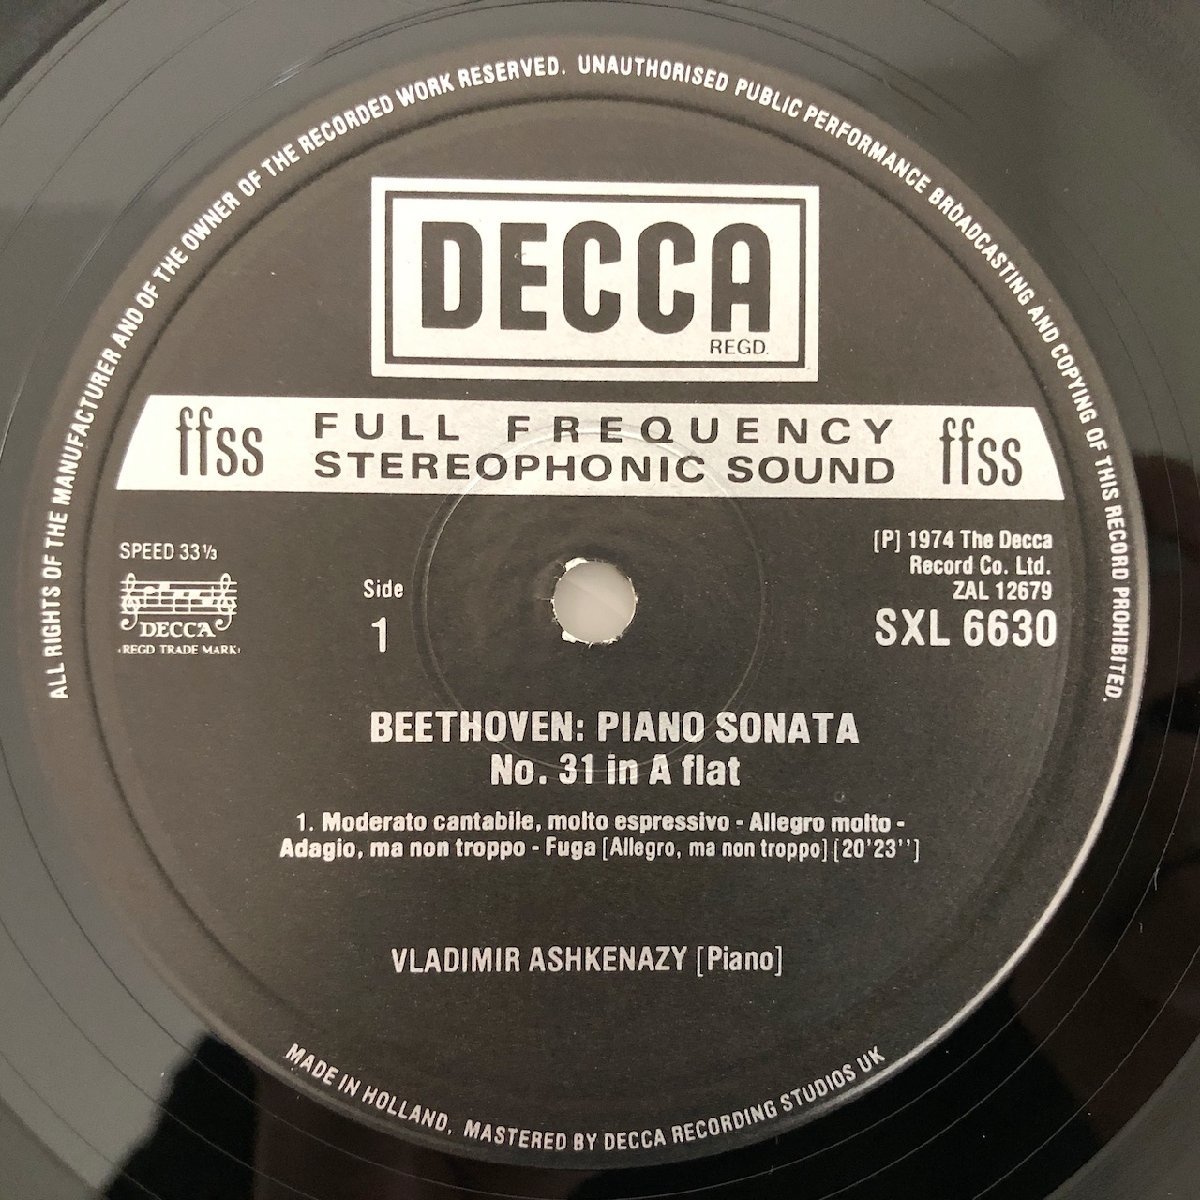 ALL RIGHTS OF THE MANUFACTURER AND OF THE OWNER OF THE RECORDED WORK RESERVED. UNAUTHORISED PUBLIC PERFORMANCE BROADCASTING AND COPYING OF THIS RECORD PROHIBITED.
DECCA
REGD.
ffss FULL FREQUENCY ffss
STEREOPHONIC SOUND
SPEED 33⅓
DECCA
(REGD TRADE MARK)
Side
1
[P] 1974 The Decca
Record Co. Ltd.
ZAL 12679
SXL 6630
BEETHOVEN: PIANO SONATA
No. 31 in A flat
1. Moderato cantabile, molto espressivo - Allegro molto -
Adagio, ma non troppo - Fuga [Allegro, ma non troppo] [20'23'']
VLADIMIR ASHKENAZY [Piano]
MADE IN HOLLAND, MASTERED BY DECCA RECORDING STUDIOS UK